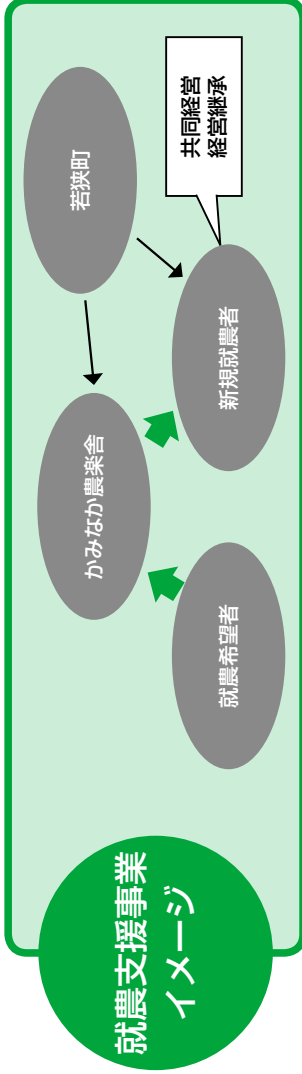 就農支援事業
イメージ
就農希望者
かみなか農楽舎
新規就農者
若狭町
共同経営
経営継承